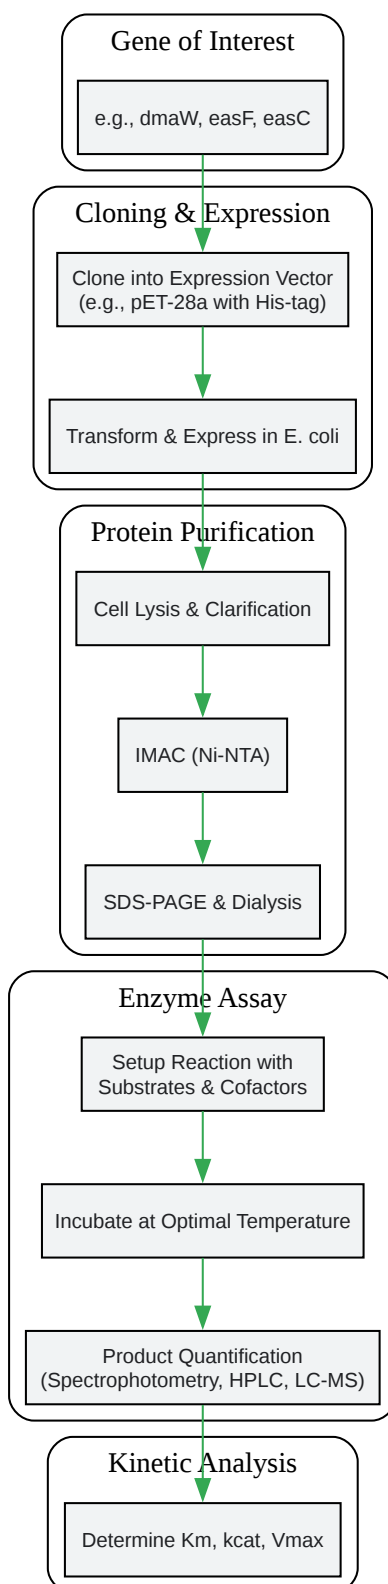 Gene of Interest
e.g., dmaW, easF, easC
Cloning & Expression
Clone into Expression Vector
(e.g., pET-28a with His-tag)
Transform & Express in E. coli
Protein Purification
Cell Lysis & Clarification
IMAC (Ni-NTA)
SDS-PAGE & Dialysis
Enzyme Assay
Setup Reaction with
Substrates & Cofactors
Incubate at Optimal Temperature
Product Quantification
(Spectrophotometry, HPLC, LC-MS)
Kinetic Analysis
Determine Km, kcat, Vmax